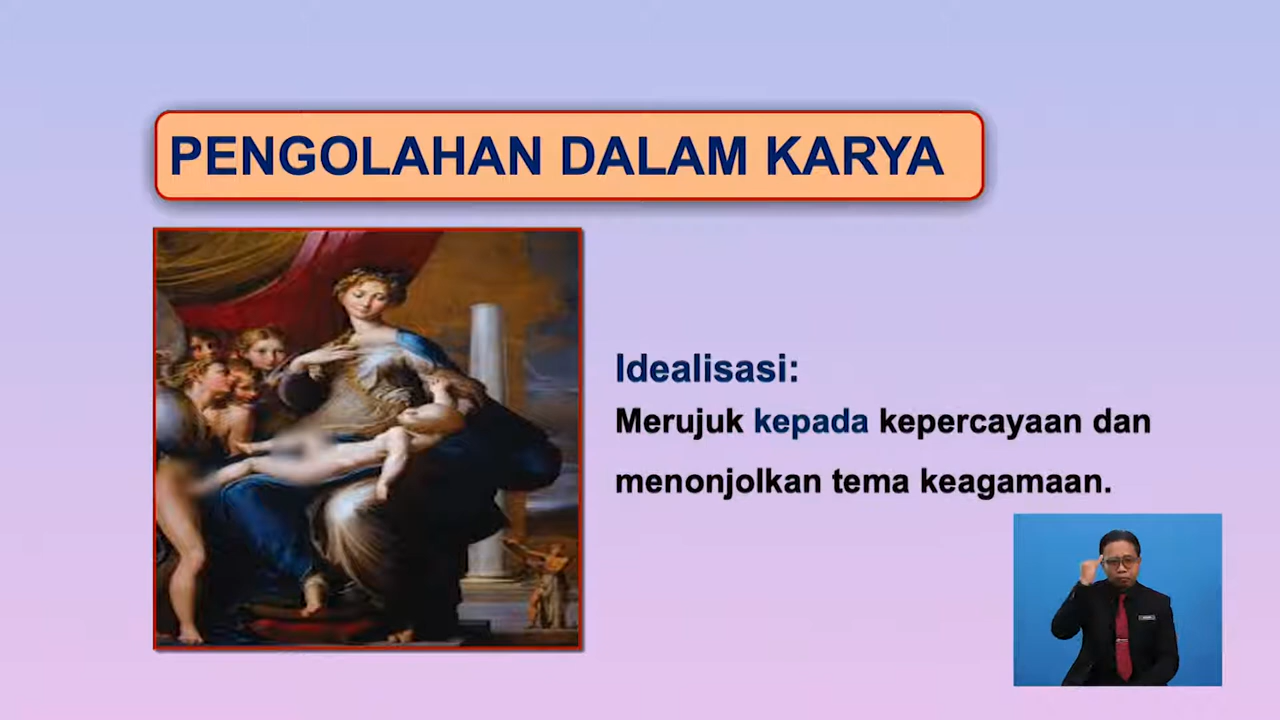 PENGOLAHAN DALAM KARYA
Idealisasi:
Merujuk kepada kepercayaan dan
menonjolkan tema keagamaan.